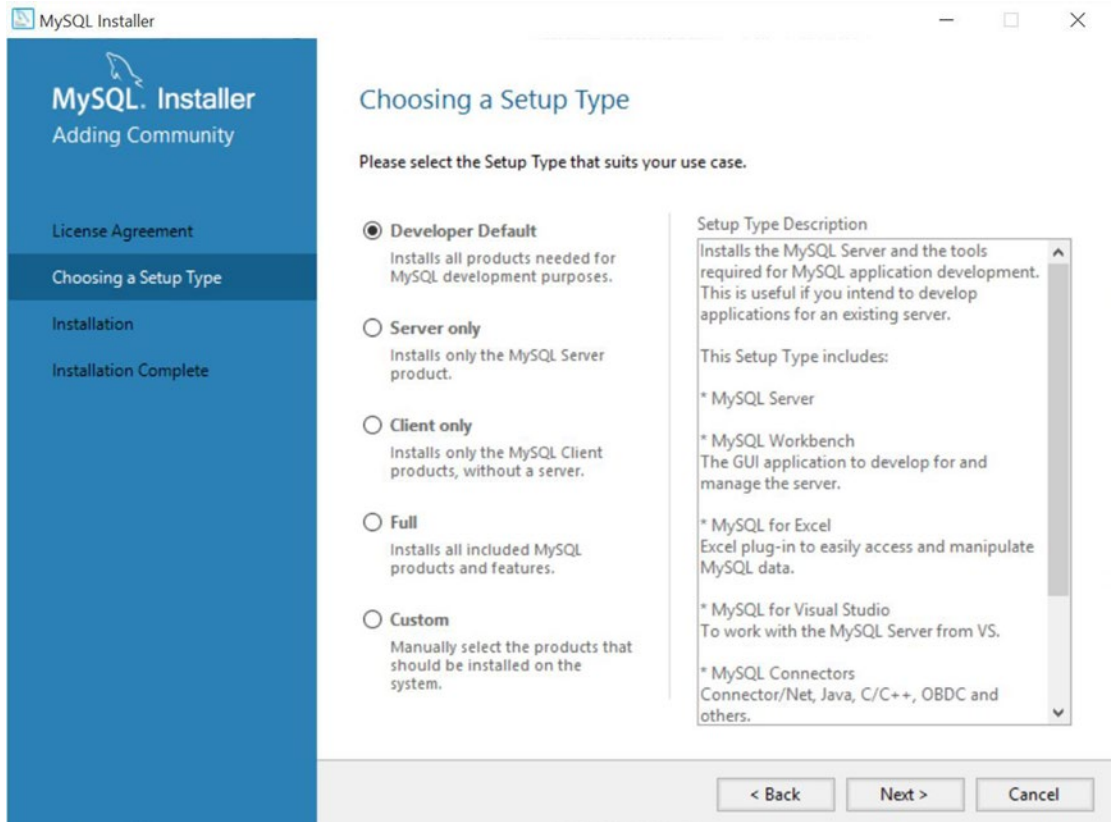 MySQL Installer
MySQL. Installer
Adding Community
License Agreement
Choosing a Setup Type
Installation
Installation Complete
Choosing a Setup Type
Please select the Setup Type that suits your use case.
Developer Default
Installs all products needed for
MySQL development purposes.
Server only
Installs only the MySQL Server
product.
Client only
Installs only the MySQL Client
products, without a server.
Full
Installs all included MySQL
products and features.
Custom
Manually select the products that
should be installed on the
system.
Setup Type Description
Installs the MySQL Server and the tools
required for MySQL application development.
This is useful if you intend to develop
applications for an existing server.
This Setup Type includes:
* MySQL Server
* MySQL Workbench
The GUI application to develop for and
manage the server.
* MySQL for Excel
Excel plug-in to easily access and manipulate
MySQL data.
* MySQL for Visual Studio
To work with the MySQL Server from VS.
* MySQL Connectors
Connector/Net, Java, C/C++, OBDC and
others.
< Back
Next >
Cancel